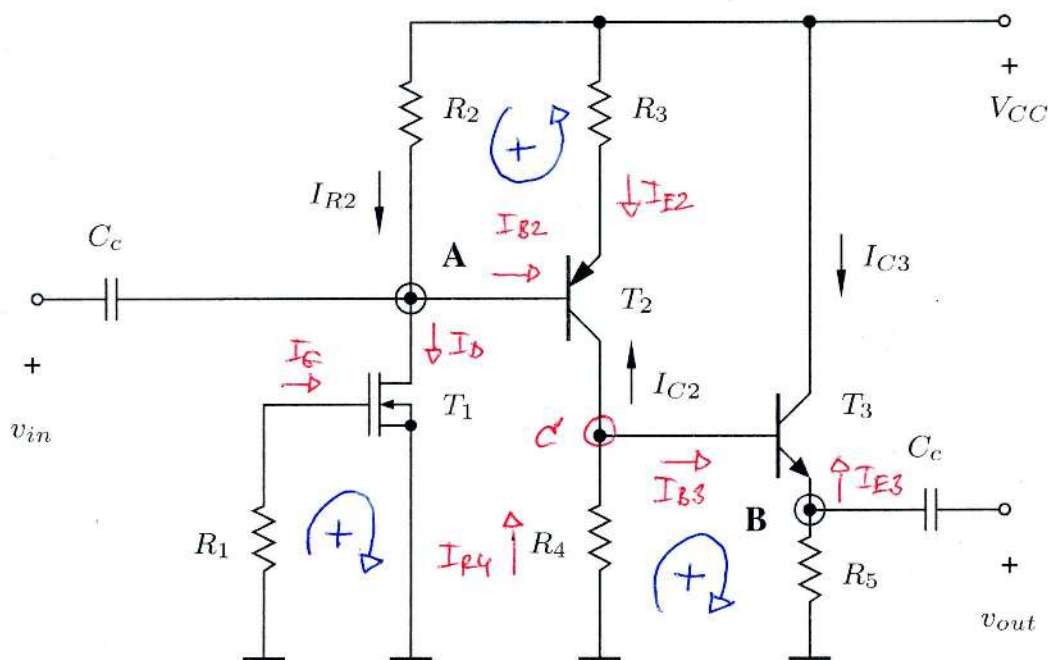 R2
R3
+
VCC
+
IR2
IE2
IB2
Cc
A
IC3
T2
ID
IG
+
T1
IC2
T3
vin
C
Cc
IB3
IE3
B
R1
+
IR4
R4
+
R5
+
vout